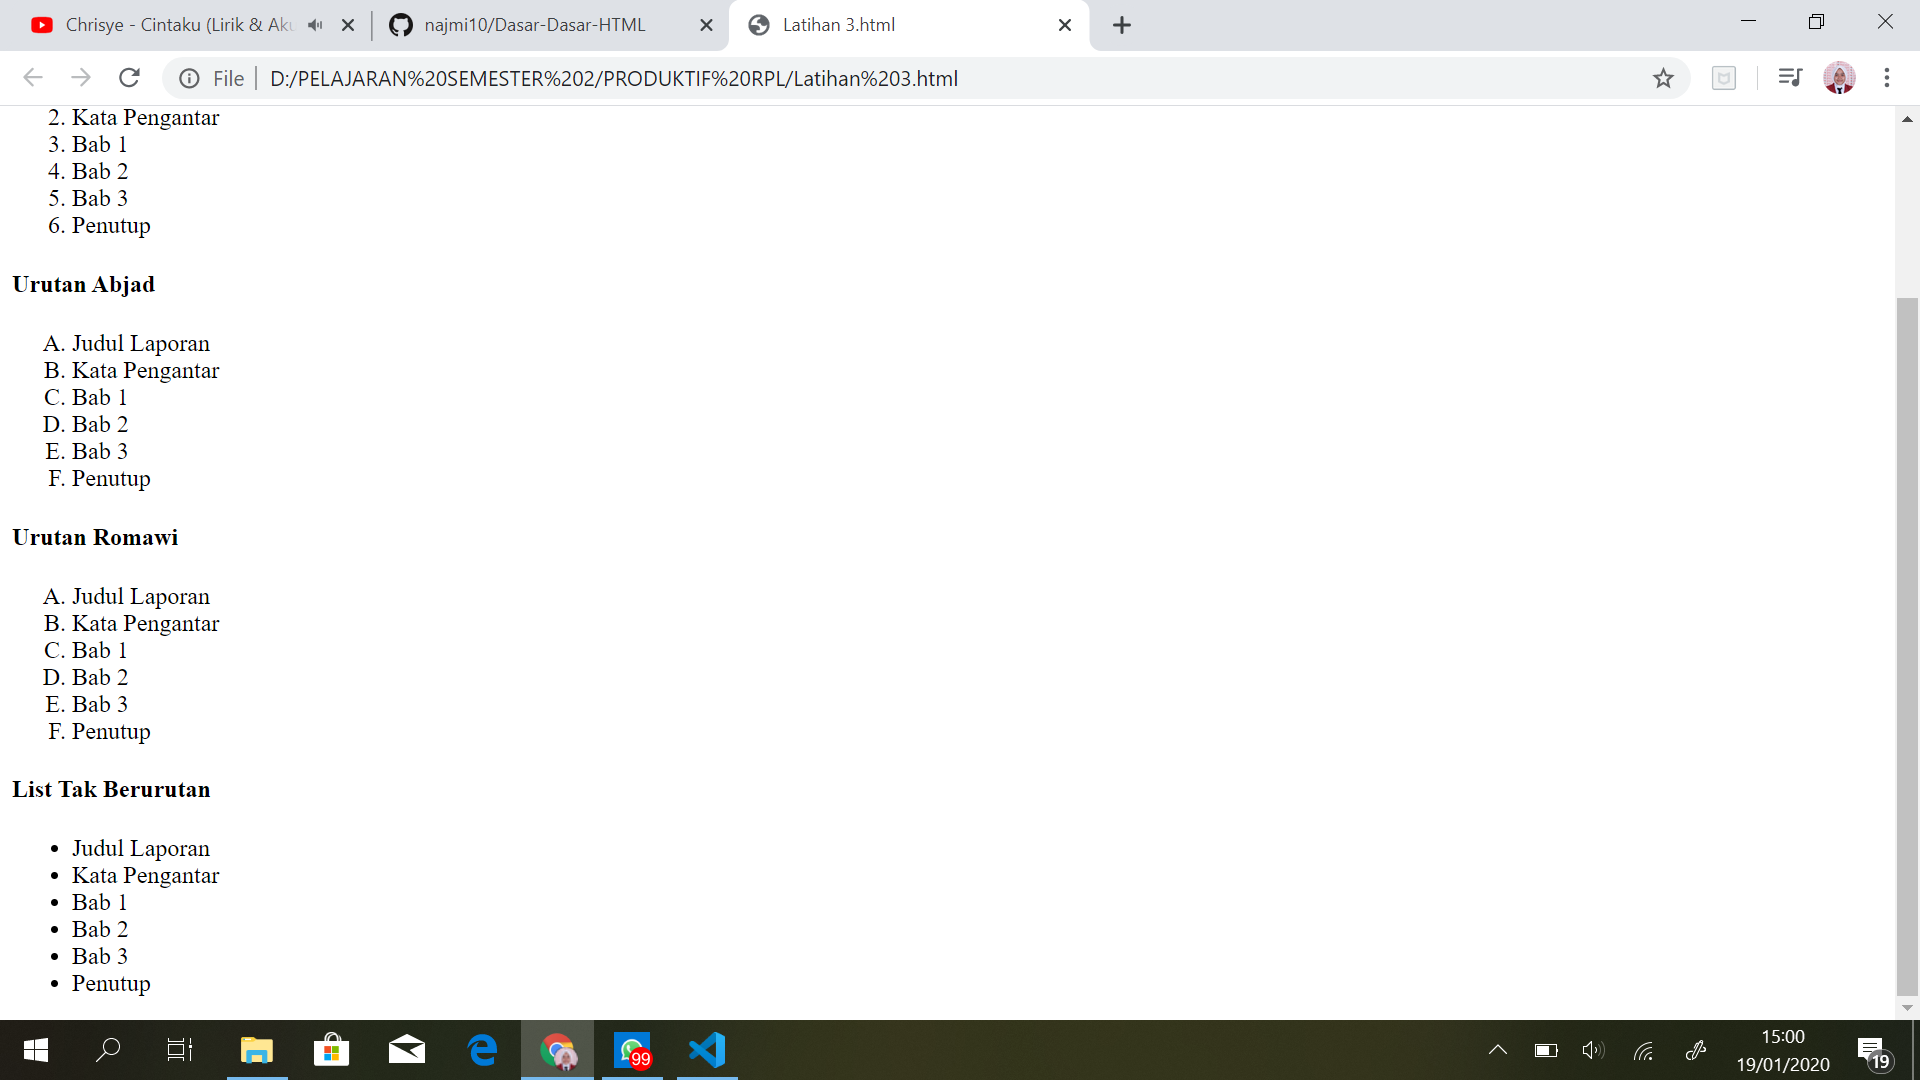 Chrisye - Cintaku (Lirik & Aku
najmi10/Dasar-Dasar-HTML
Latihan 3.html
File
D:/PELAJARAN%20SEMESTER%202/PRODUKTIF%20RPL/Latihan%203.html
2. Kata Pengantar
3. Bab 1
4. Bab 2
5. Bab 3
6. Penutup
Urutan Abjad
A. Judul Laporan
B. Kata Pengantar
C. Bab 1
D. Bab 2
E. Bab 3
F. Penutup
Urutan Romawi
A. Judul Laporan
B. Kata Pengantar
C. Bab 1
D. Bab 2
E. Bab 3
F. Penutup
List Tak Berurutan
• Judul Laporan
• Kata Pengantar
• Bab 1
• Bab 2
• Bab 3
• Penutup
99
15:00
19/01/2020
19